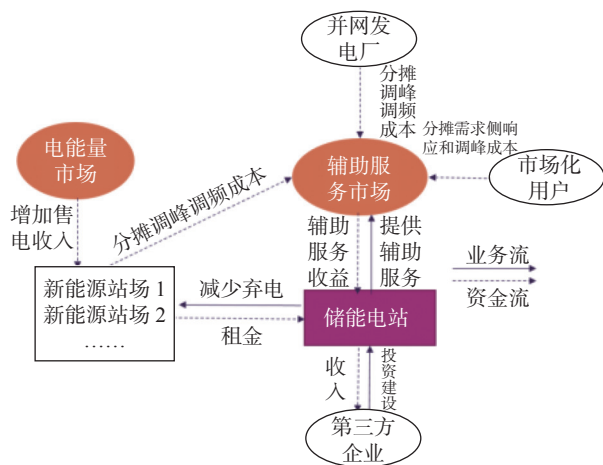 并网发
电厂
分摊
调峰
调频
成本
分摊需求侧响
应和调峰成本
电能量
市场
辅助服
务市场
市场化
用户
增加售
电收入
分摊调峰调频成本
辅助
服务
收益
提供
辅助
服务
业务流
资金流
新能源站场 1
新能源站场 2
……
减少弃电
租金
储能电站
收
入
投
资
建
设
第三方
企业